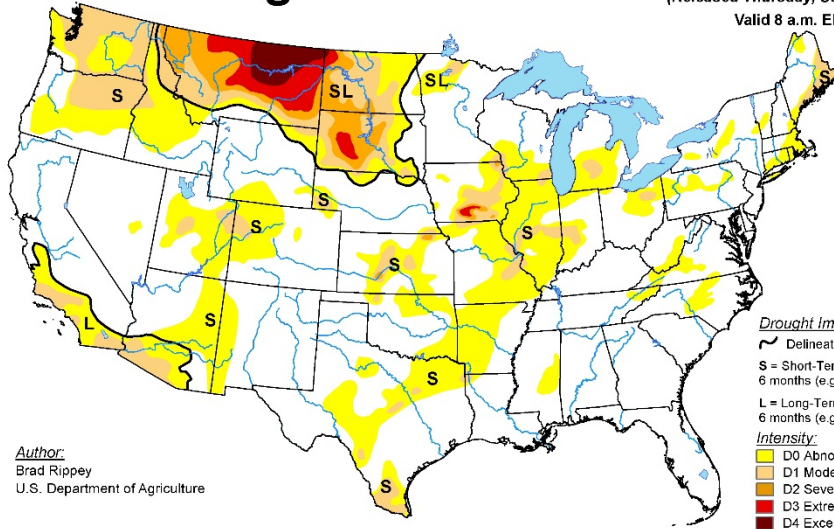 (Released Thursday,
Valid 8 a.m.
S
SL
SL
S
S
S
S
S
L
S
S
S
Drought Im
Delineat
S = Short-Ter
6 months (e.g
L = Long-Term
6 months (e.g
Intensity:
D0 Abno
D1 Mode
D2 Seve
D3 Extre
D4 Exce
Author:
Brad Rippey
U.S. Department of Agriculture